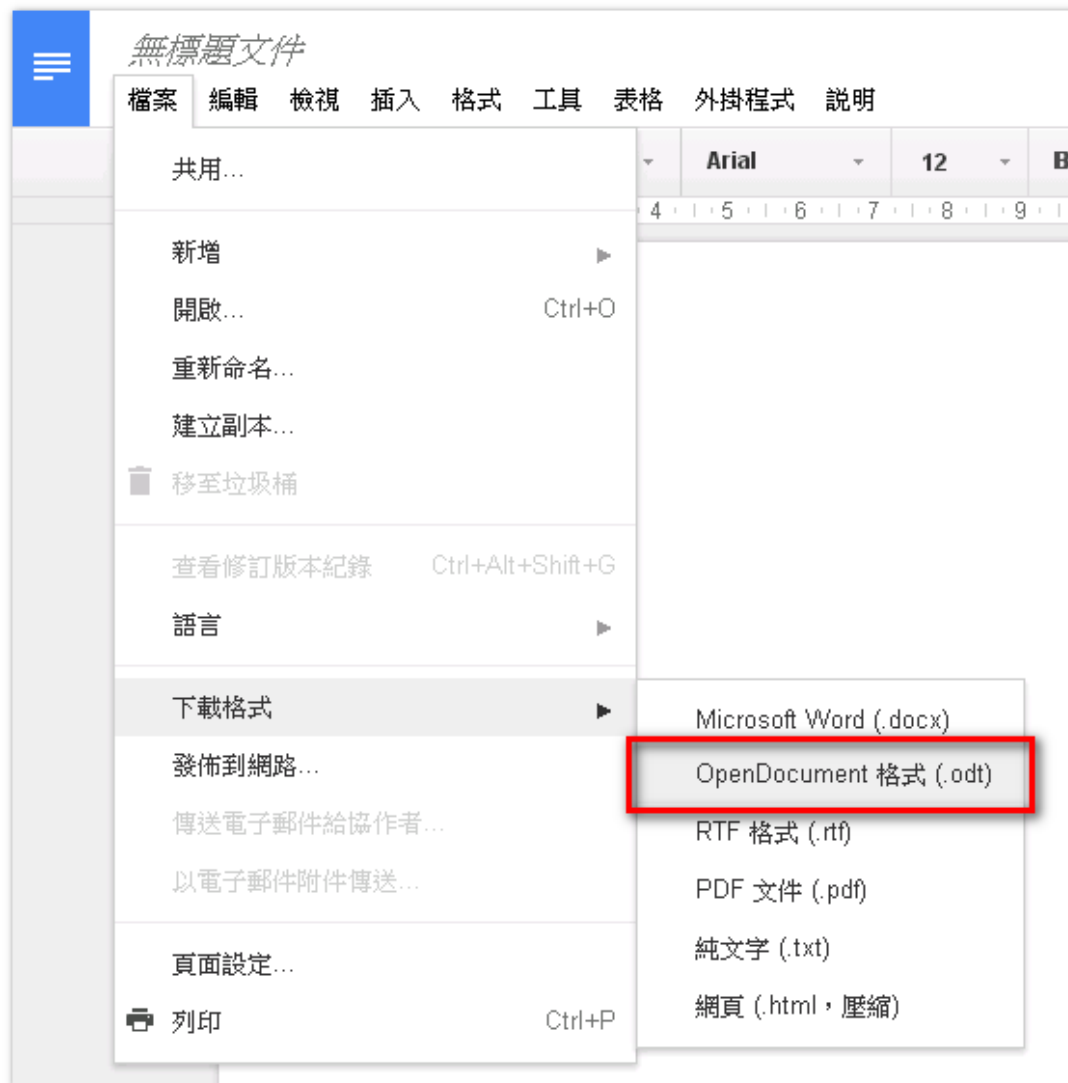 無標題文件
檔案 編輯 檢視 插入 格式 工具 表格 外掛程式 說明
共用... Arial 12 B
4 5 6 7 8 9
新增
開啟... Ctrl+O
重新命名...
建立副本...
移至垃圾桶
查看修訂版本紀錄 Ctrl+Alt+Shift+G
語言
下載格式
Microsoft Word (.docx)
發佈到網路...
OpenDocument 格式 (.odt)
傳送電子郵件給協作者...
RTF 格式 (.rtf)
以電子郵件附件傳送...
PDF 文件 (.pdf)
純文字 (.txt)
頁面設定...
網頁 (.html,壓縮)
列印 Ctrl+P